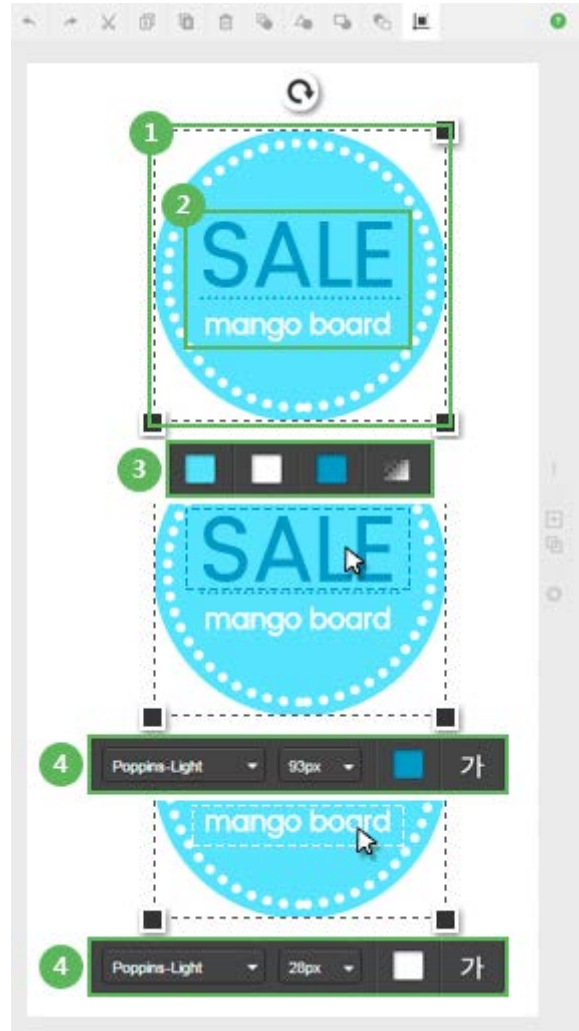 ?
1
2
SALE
mango board
3
SALE
mango board
4 Poppins-Light 93px 가
mango board
4 Poppins-Light 28px 가